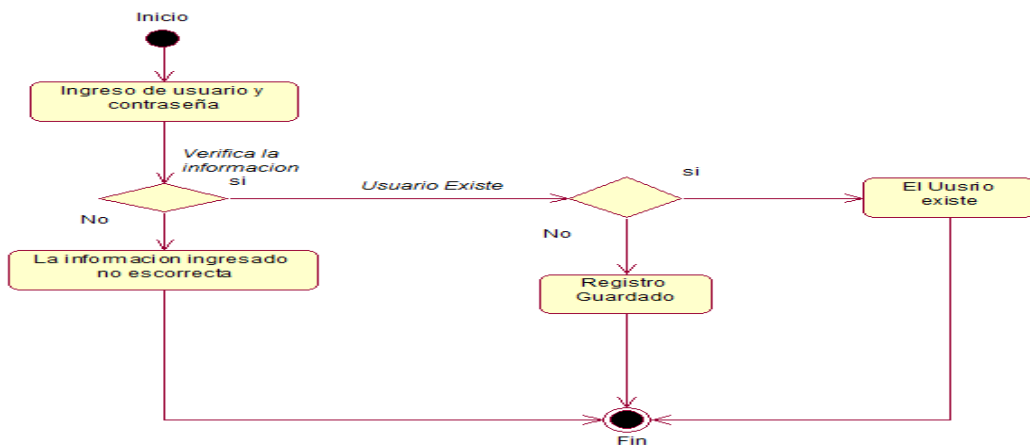 Inicio
Ingreso de usuario y
contraseña
Verifica la
informacion
si
Usuario Existe
si
El Uusrio
existe
No
No
La informacion ingresado
no escorrecta
Registro
Guardado
Fin